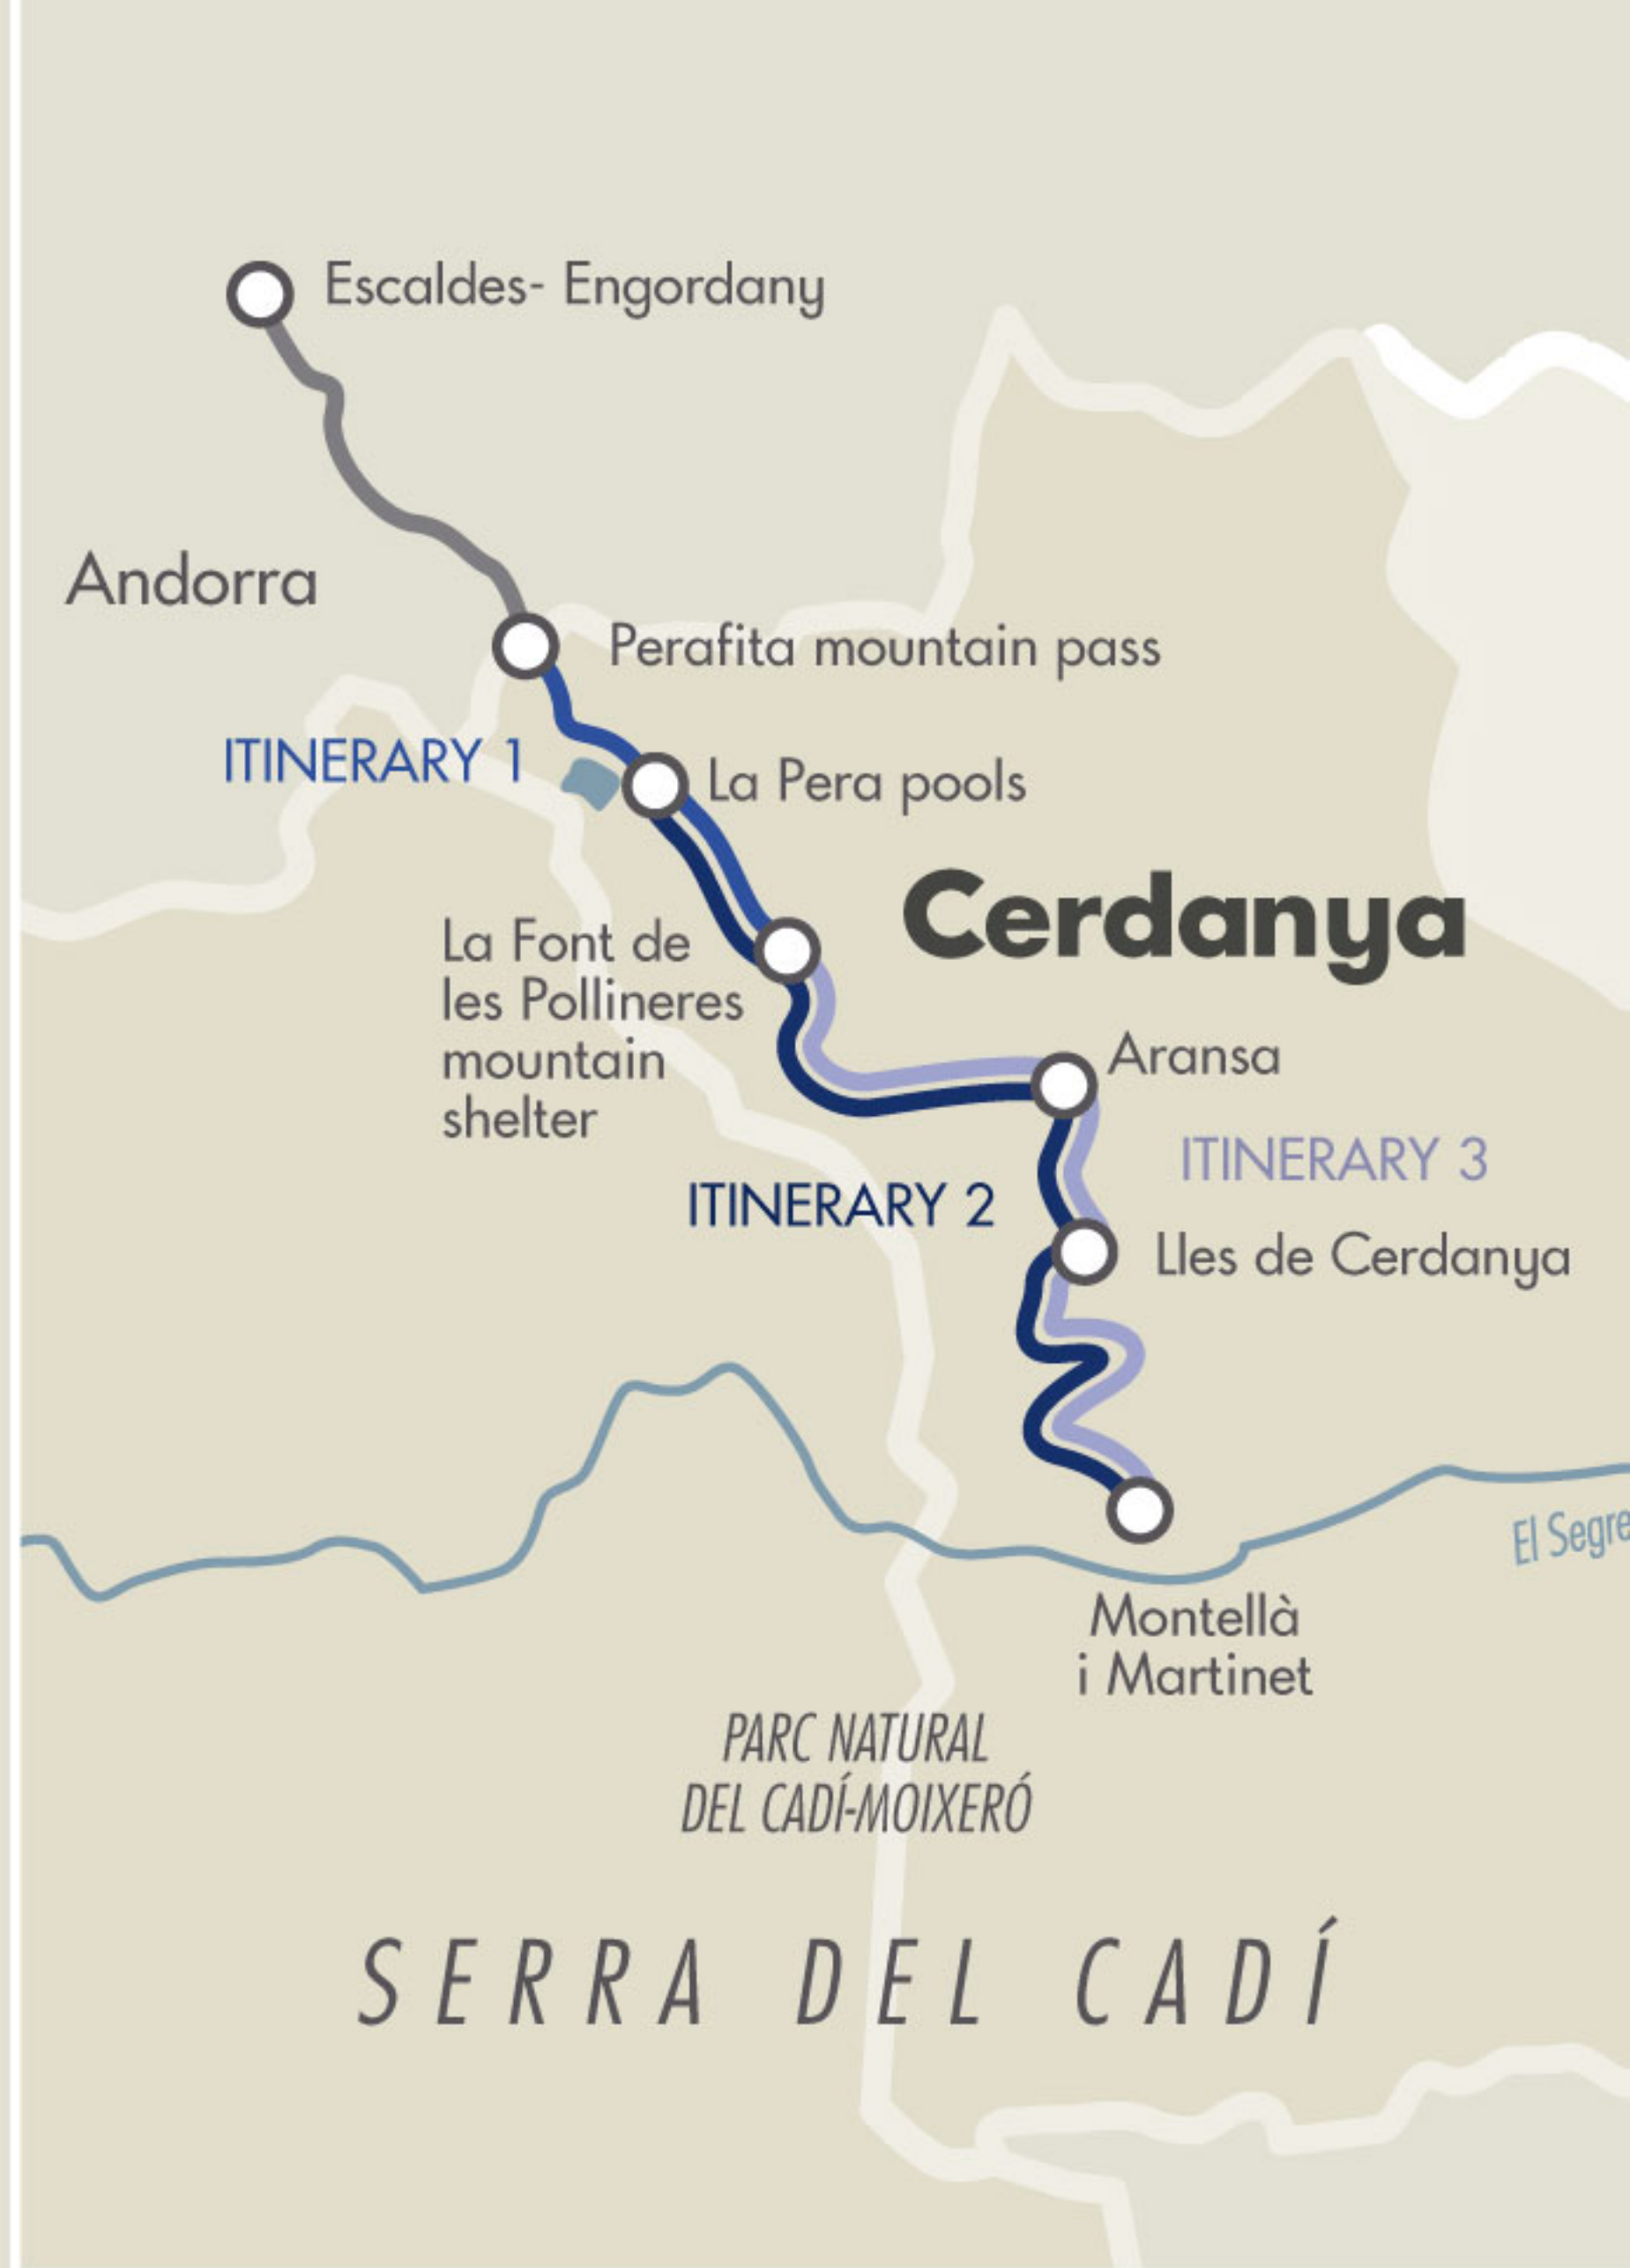 Escaldes- Engordany
Andorra
Perafita mountain pass
ITINERARY 1
La Pera pools
Cerdanya
La Font de
les Pollineres
mountain
shelter
Aransa
ITINERARY 3
ITINERARY 2
Lles de Cerdanya
El Segre
Montellà
i Martinet
PARC NATURAL
DEL CADÍ-MOIXERÓ
SERRA DEL CADÍ